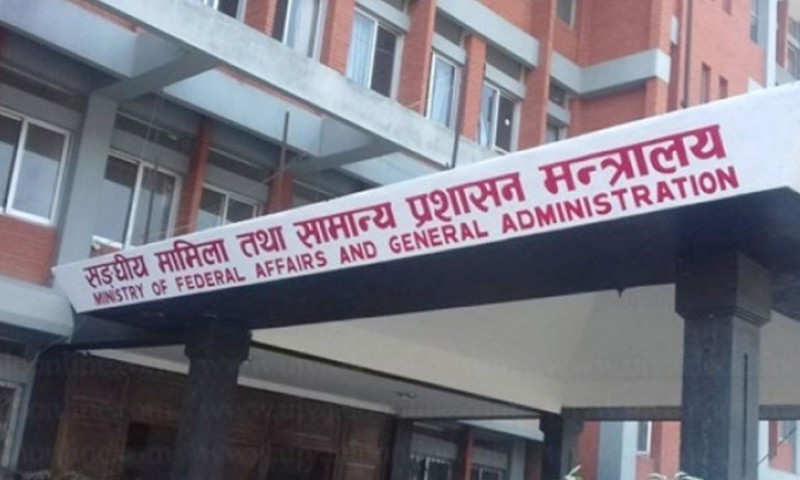 सङ्घीय मामिला तथा सामान्य प्रशासन मन्त्रालय
MINISTRY OF FEDERAL AFFAIRS AND GENERAL ADMINISTRATION